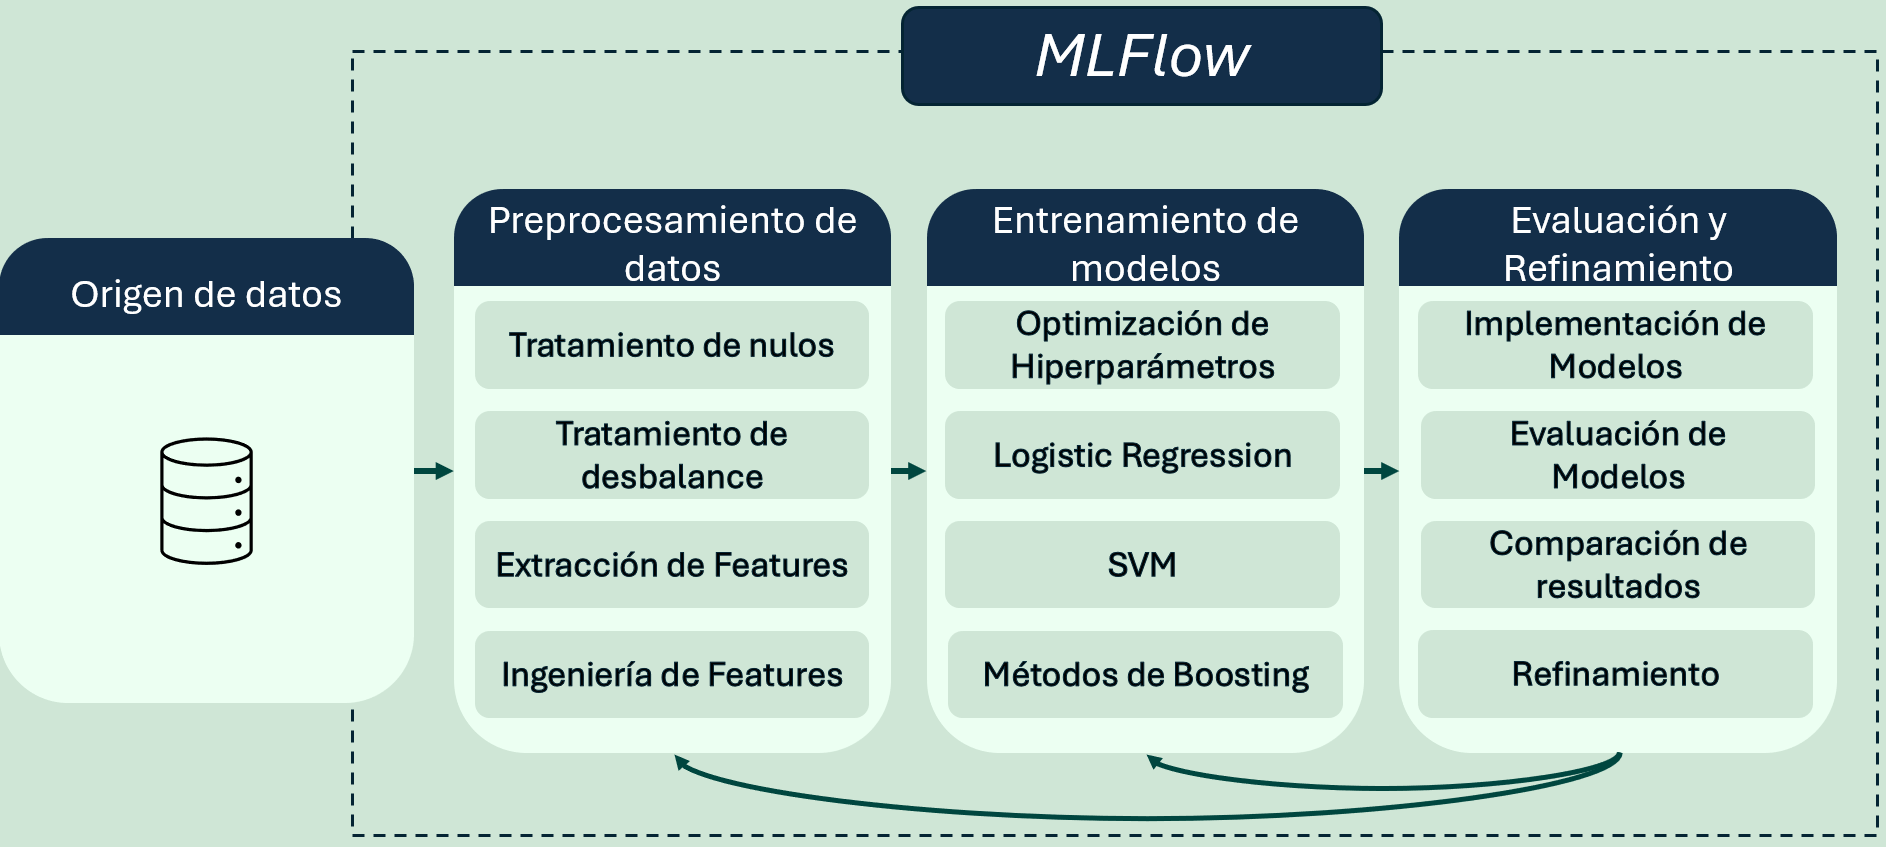 MLFlow
Origen de datos
Preprocesamiento de
datos
Tratamiento de nulos
Tratamiento de
desbalance
Extracción de Features
Ingeniería de Features
Entrenamiento de
modelos
Optimización de
Hiperparámetros
Logistic Regression
SVM
Métodos de Boosting
Evaluación y
Refinamiento
Implementación de
Modelos
Evaluación de
Modelos
Comparación de
resultados
Refinamiento